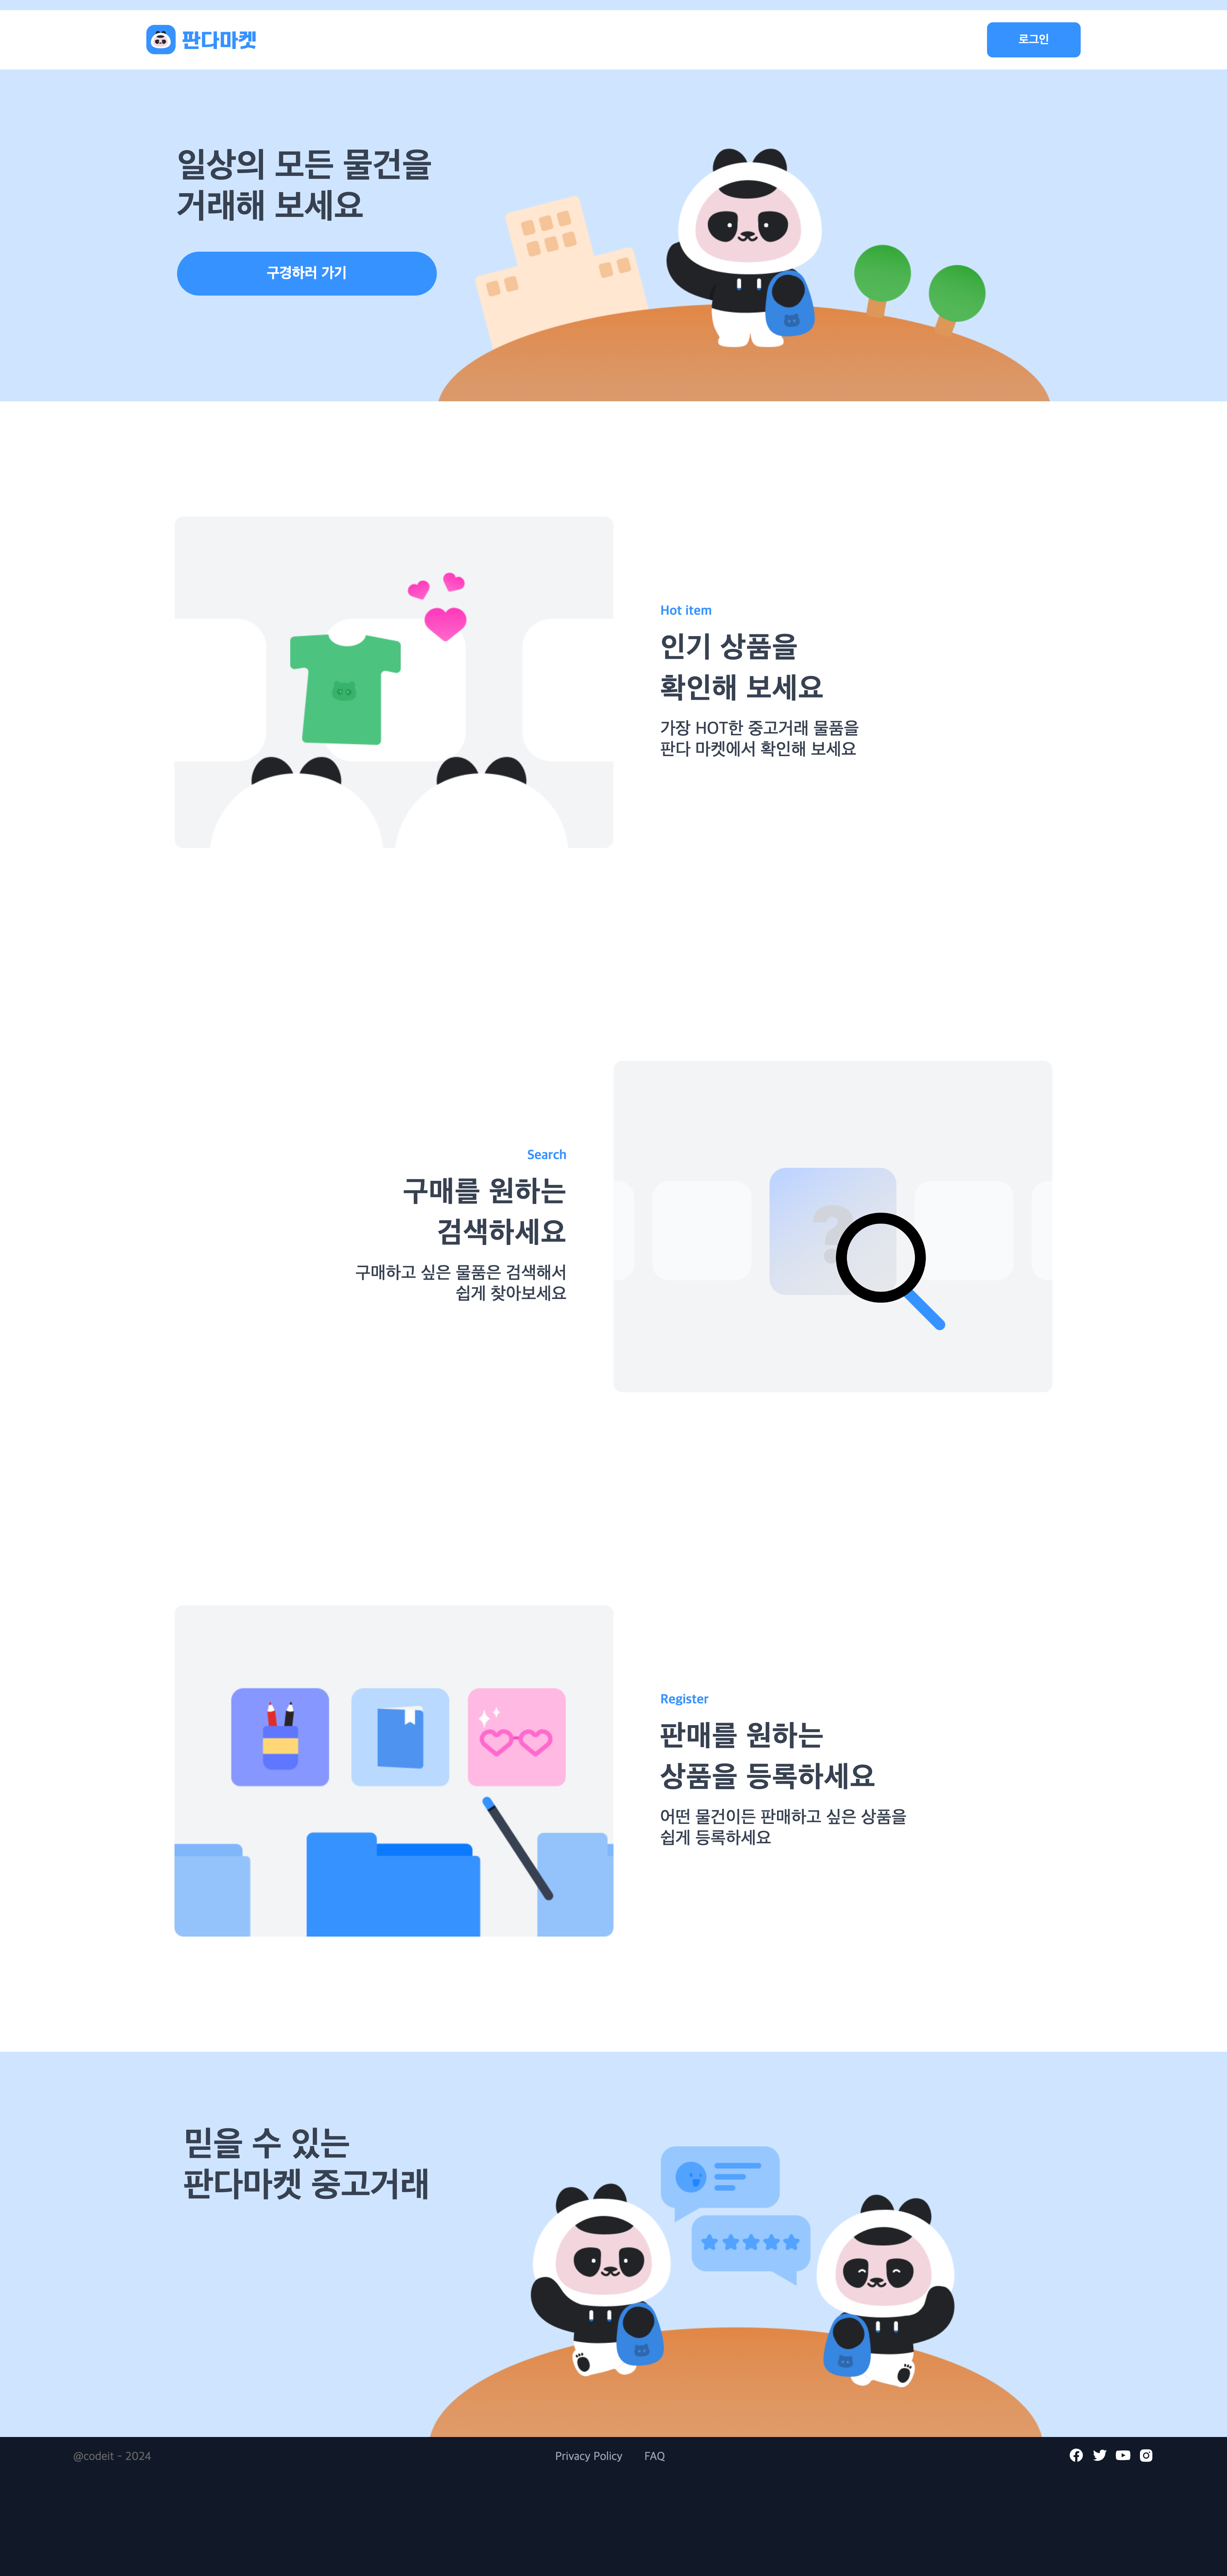 판다마켓
로그인
일상의 모든 물건을
거래해 보세요
구경하러 가기
Hot item
인기 상품을
확인해 보세요
가장 HOT한 중고거래 물품을
판다 마켓에서 확인해 보세요
Search
구매를 원하는
검색하세요
구매하고 싶은 물품은 검색해서
쉽게 찾아보세요
?
Register
판매를 원하는
상품을 등록하세요
어떤 물건이든 판매하고 싶은 상품을
쉽게 등록하세요
믿을 수 있는
판다마켓 중고거래
@codeit - 2024
Privacy Policy
FAQ